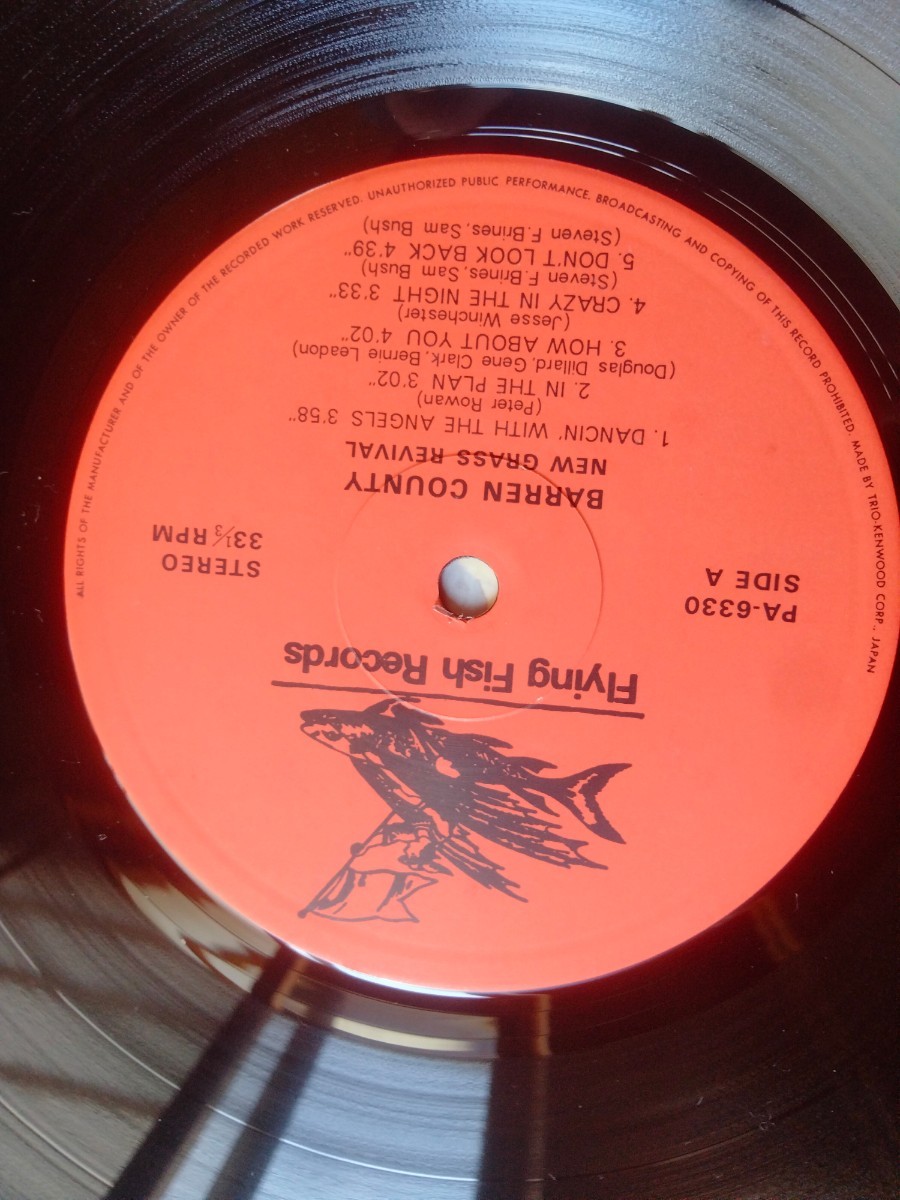 Flying Fish Records
PA-6330
SIDE A
STEREO
33⅓ RPM
BARREN COUNTY
NEW GRASS REVIVAL
1. DANCIN' WITH THE ANGELS 3'58"
(Peter Rowan)
2. IN THE PLAN 3'02"
(Douglas Dillard, Gene Clark, Bernie Leadon)
3. HOW ABOUT YOU 4'02"
(Jesse Winchester)
4. CRAZY IN THE NIGHT 3'33"
(Steven F.Brines, Sam Bush)
5. DON'T LOOK BACK 4'39"
(Steven F.Brines, Sam Bush)
ALL RIGHTS OF THE MANUFACTURER AND OF THE OWNER OF THE RECORDED WORK RESERVED. UNAUTHORIZED PUBLIC PERFORMANCE, BROADCASTING AND COPYING OF THIS RECORD PROHIBITED. MADE BY TRIO-KENWOOD CORP., JAPAN